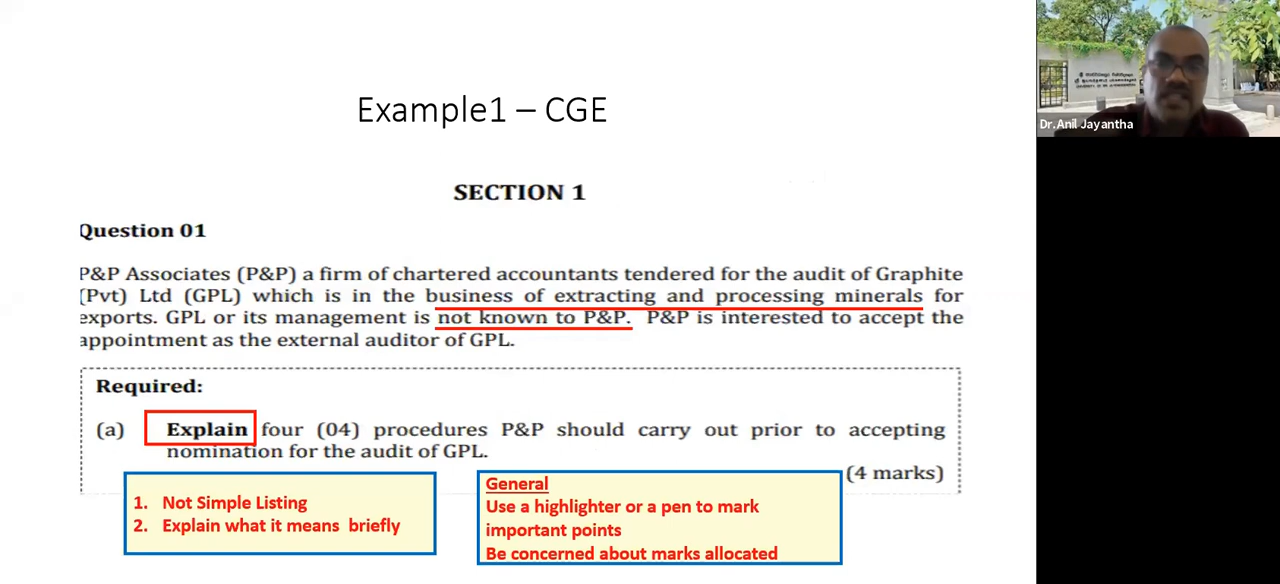 Example1 – CGE
SECTION 1
Question 01
P&P Associates (P&P) a firm of chartered accountants tendered for the audit of Graphite
(Pvt) Ltd (GPL) which is in the business of extracting and processing minerals for
exports. GPL or its management is not known to P&P. P&P is interested to accept the
appointment as the external auditor of GPL.
Required:
(a) Explain four (04) procedures P&P should carry out prior to accepting
nomination for the audit of GPL.
(4 marks)
1. Not Simple Listing
2. Explain what it means briefly
General
Use a highlighter or a pen to mark
important points
Be concerned about marks allocated
Dr. Anil Jayantha